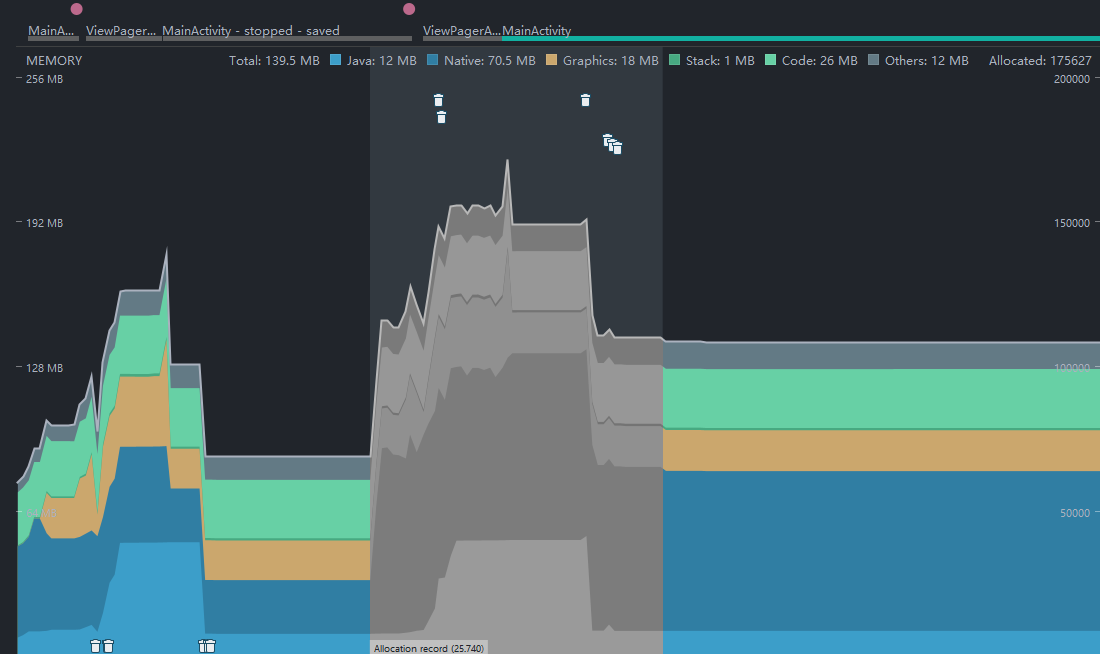 MainA... ViewPager... MainActivity - stopped - saved ViewPagerA... MainActivity
MEMORY Total: 139.5 MB Java: 12 MB Native: 70.5 MB Graphics: 18 MB Stack: 1 MB Code: 26 MB Others: 12 MB Allocated: 175627
256 MB 200000
192 MB 150000
128 MB 100000
64 MB 50000
Allocation record (25.740)